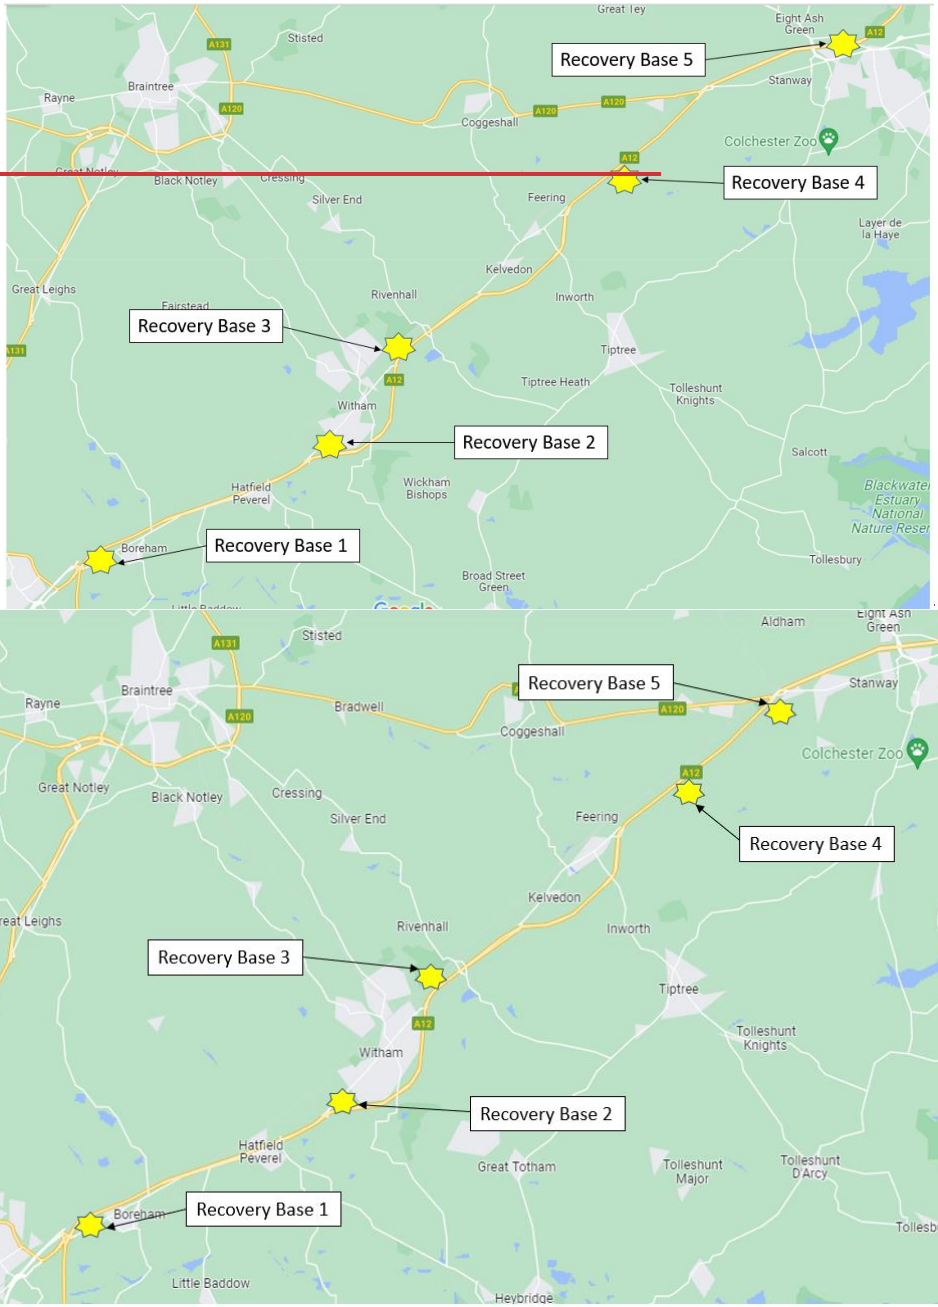 Great Tey
Eight Ash
Green
A12
A131
Stisted
Recovery Base 5
Stanway
Braintree
Rayne
A120
A120
A120
Coggeshall
Colchester Zoo
A12
Great Notley
Black Notley
Cressing
Recovery Base 4
Silver End
Feering
Layer de
la Haye
Kelvedon
Great Leighs
Rivenhall
Inworth
Fairstead
Recovery Base 3
A131
Tiptree
A12
Tiptree Heath
Tolleshunt
Knights
Witham
Recovery Base 2
Salcott
Hatfield
Peverel
Wickham
Bishops
Blackwater
Estuary
National
Nature Reser
Boreham
Recovery Base 1
Tollesbury
Broad Street
Green
Little Baddow
Google
Aldham
Eight Ash
Green
A131
Stisted
Recovery Base 5
Stanway
Braintree
Rayne
Bradwell
A120
A120
Coggeshall
Colchester Zoo
A12
Great Notley
Black Notley
Cressing
Silver End
Feering
Recovery Base 4
Kelvedon
reat Leighs
Rivenhall
Inworth
Recovery Base 3
Tiptree
A12
Tolleshunt
Knights
Witham
Recovery Base 2
Hatfield
Peverel
Great Totham
Tolleshunt
Major
Tolleshunt
D'Arcy
Boreham
Recovery Base 1
Tollesb
Little Baddow
Heybridge